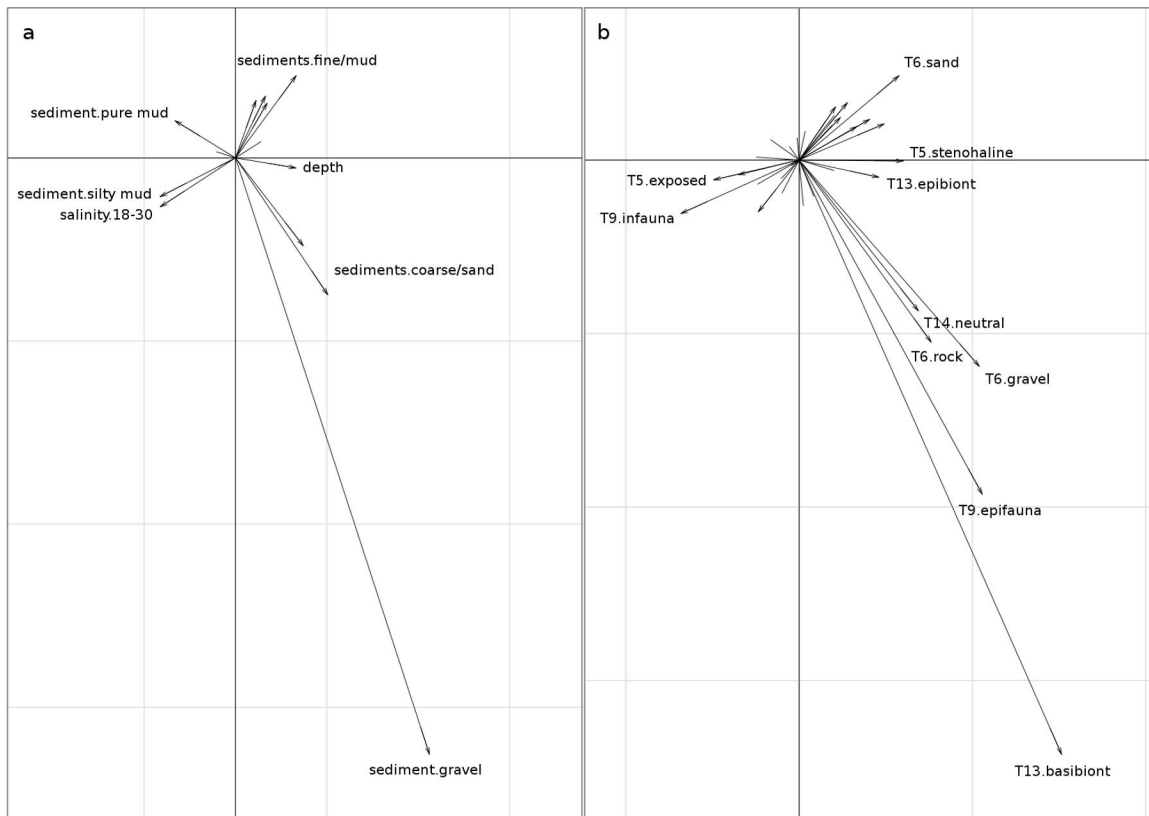 a
sediments.fine/mud
sediment.pure mud
depth
sediment.silty mud
salinity.18-30
sediments.coarse/sand
sediment.gravel
b
T6.sand
T5.stenohaline
T5.exposed
T13.epibiont
T9.infauna
T14.neutral
T6.rock
T6.gravel
T9.epifauna
T13.basibiont